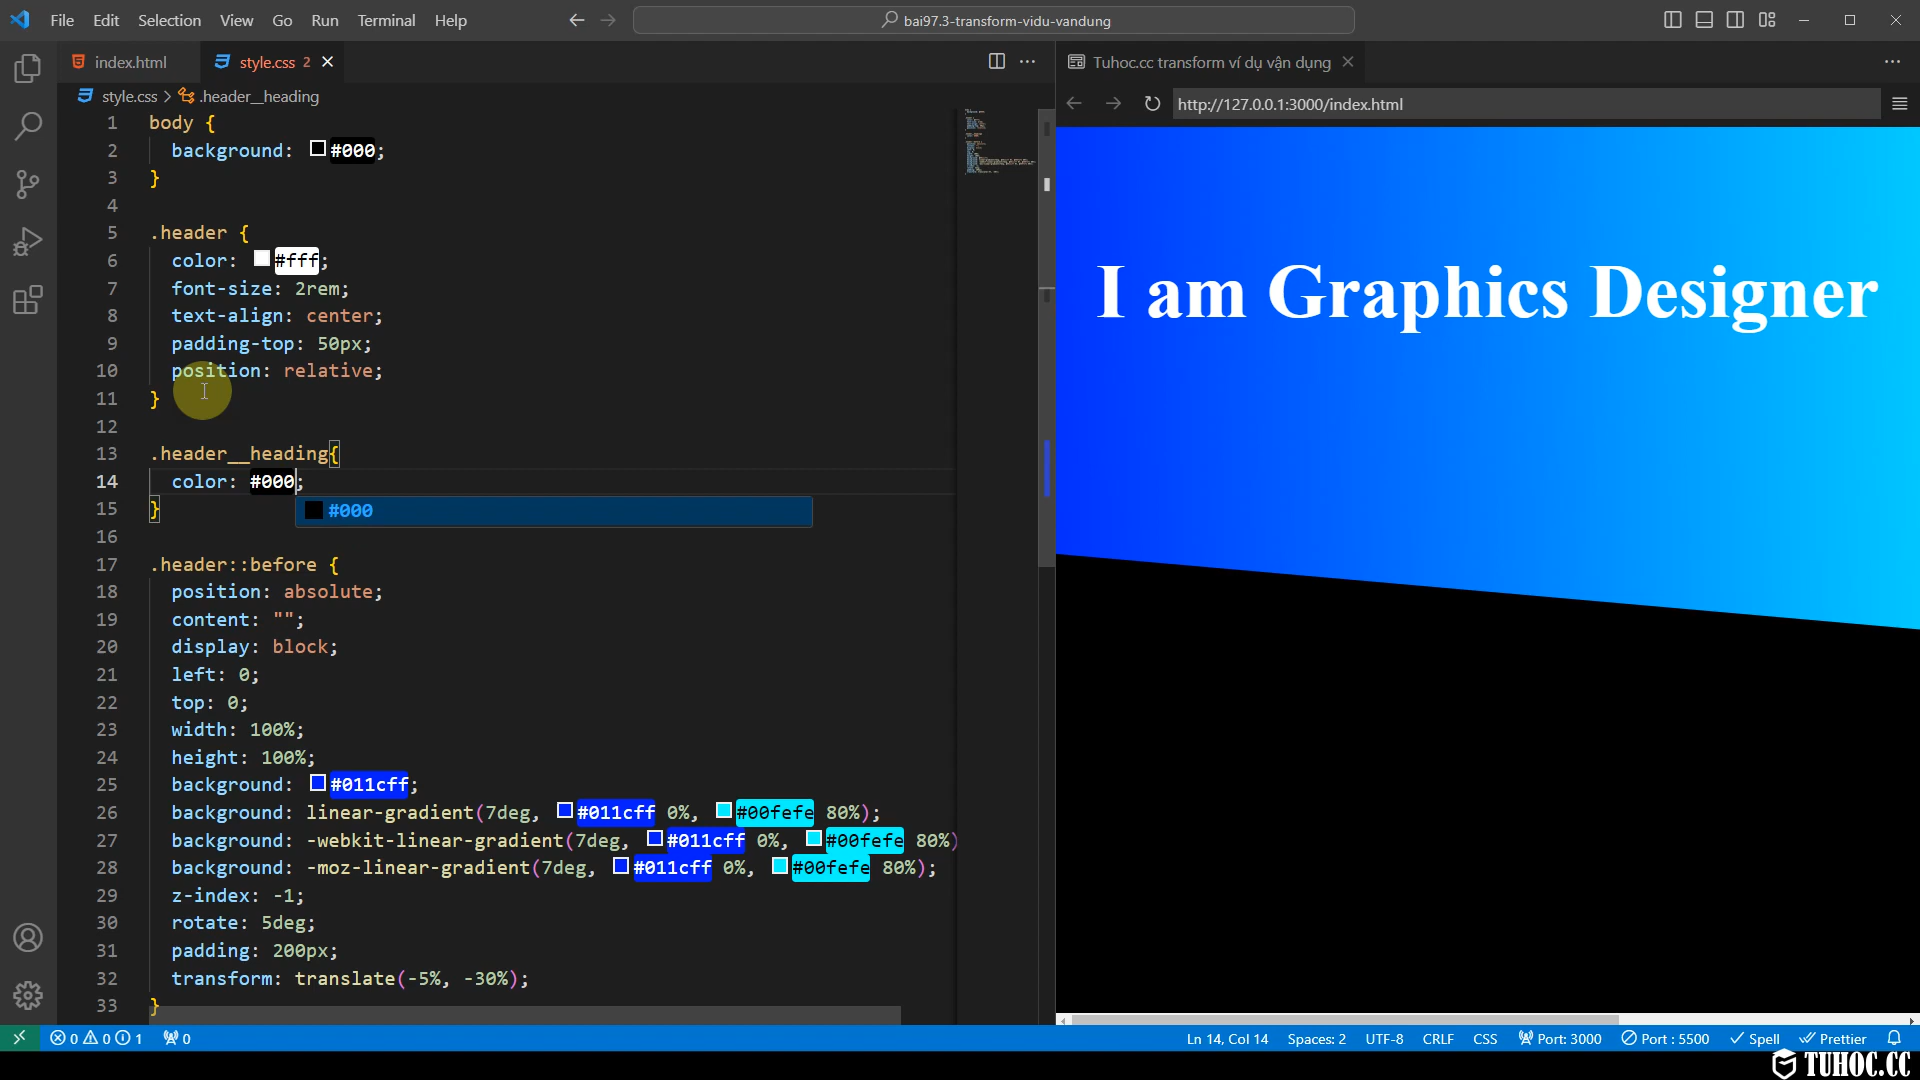 File Edit Selection View Go Run Terminal Help
bai97.3-transform-vidu-vandung
index.html
style.css 2
Tuhoc.cc transform ví dụ vận dụng
style.css > .header__heading
http://127.0.0.1:3000/index.html
1 body {
2 background: #000;
3 }
4
5 .header {
6 color: #fff;
7 font-size: 2rem;
8 text-align: center;
9 padding-top: 50px;
10 position: relative;
11 }
12
13 .header__heading{
14 color: #000;
15 }
#000
16
17 .header::before {
18 position: absolute;
19 content: "";
20 display: block;
21 left: 0;
22 top: 0;
23 width: 100%;
24 height: 100%;
25 background: #011cff;
26 background: linear-gradient(7deg, #011cff 0%, #00fefe 80%);
27 background: -webkit-linear-gradient(7deg, #011cff 0%, #00fefe 80%)
28 background: -moz-linear-gradient(7deg, #011cff 0%, #00fefe 80%);
29 z-index: -1;
30 rotate: 5deg;
31 padding: 200px;
32 transform: translate(-5%, -30%);
33 }
I am Graphics Designer
0 0 1 0
Ln 14, Col 14 Spaces: 2 UTF-8 CRLF CSS Port: 3000 Port : 5500 Spell Prettier
TUHOC.CC